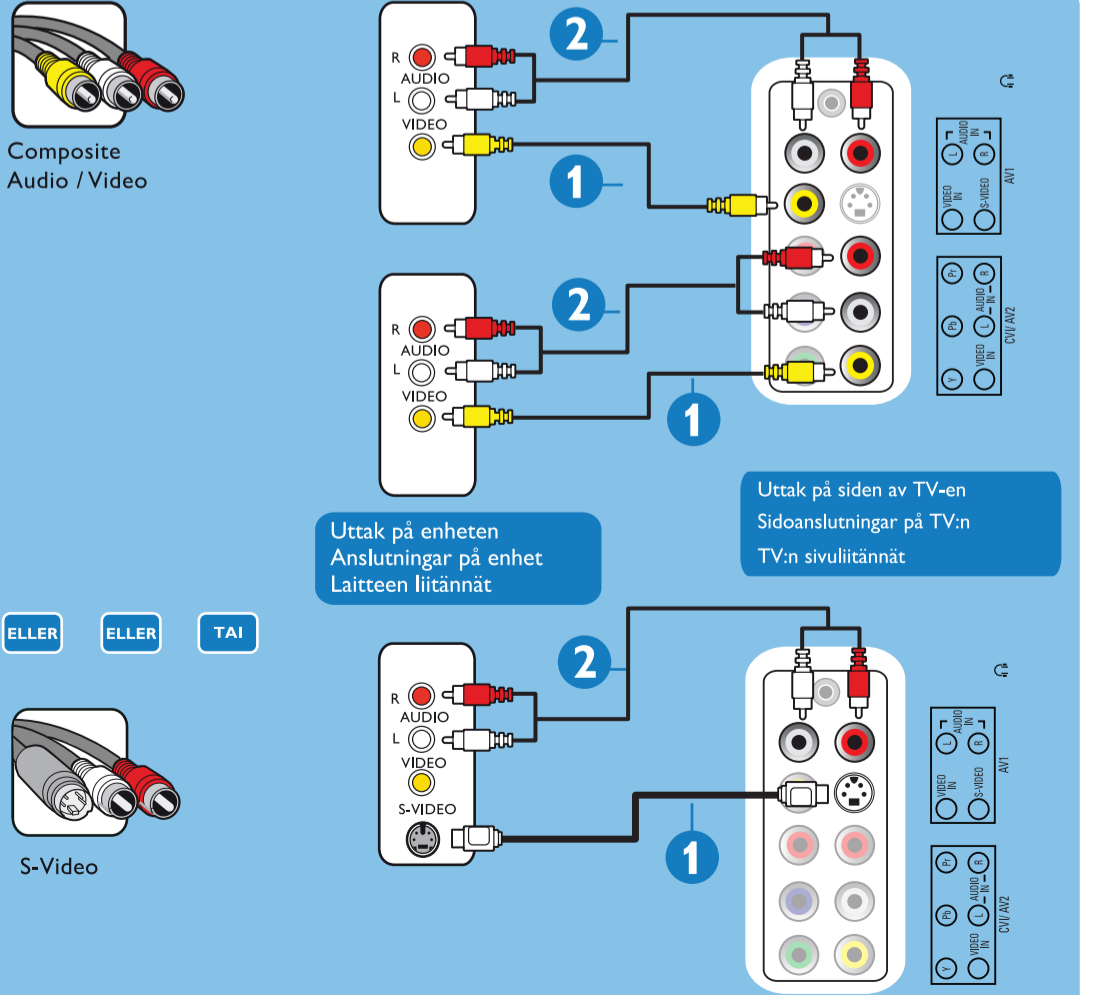 Composite
Audio / Video
R
AUDIO
L
VIDEO
2
1
R
AUDIO
L
VIDEO
2
1
L
AUDIO
IN
R
VIDEO
IN
S-VIDEO
AV1
Pr
Pb
Y
R
AUDIO
IN
L
VIDEO
IN
CVI/ AV2
Uttak på enheten
Anslutningar på enhet
Laitteen liitännät
Uttak på siden av TV-en
Sidoanslutningar på TV:n
TV:n sivuliitännät
ELLER
ELLER
TAI
S-Video
R
AUDIO
L
VIDEO
S-VIDEO
2
1
L
AUDIO
IN
R
VIDEO
IN
S-VIDEO
AV1
Pr
Pb
Y
R
AUDIO
IN
L
VIDEO
IN
CVI/ AV2